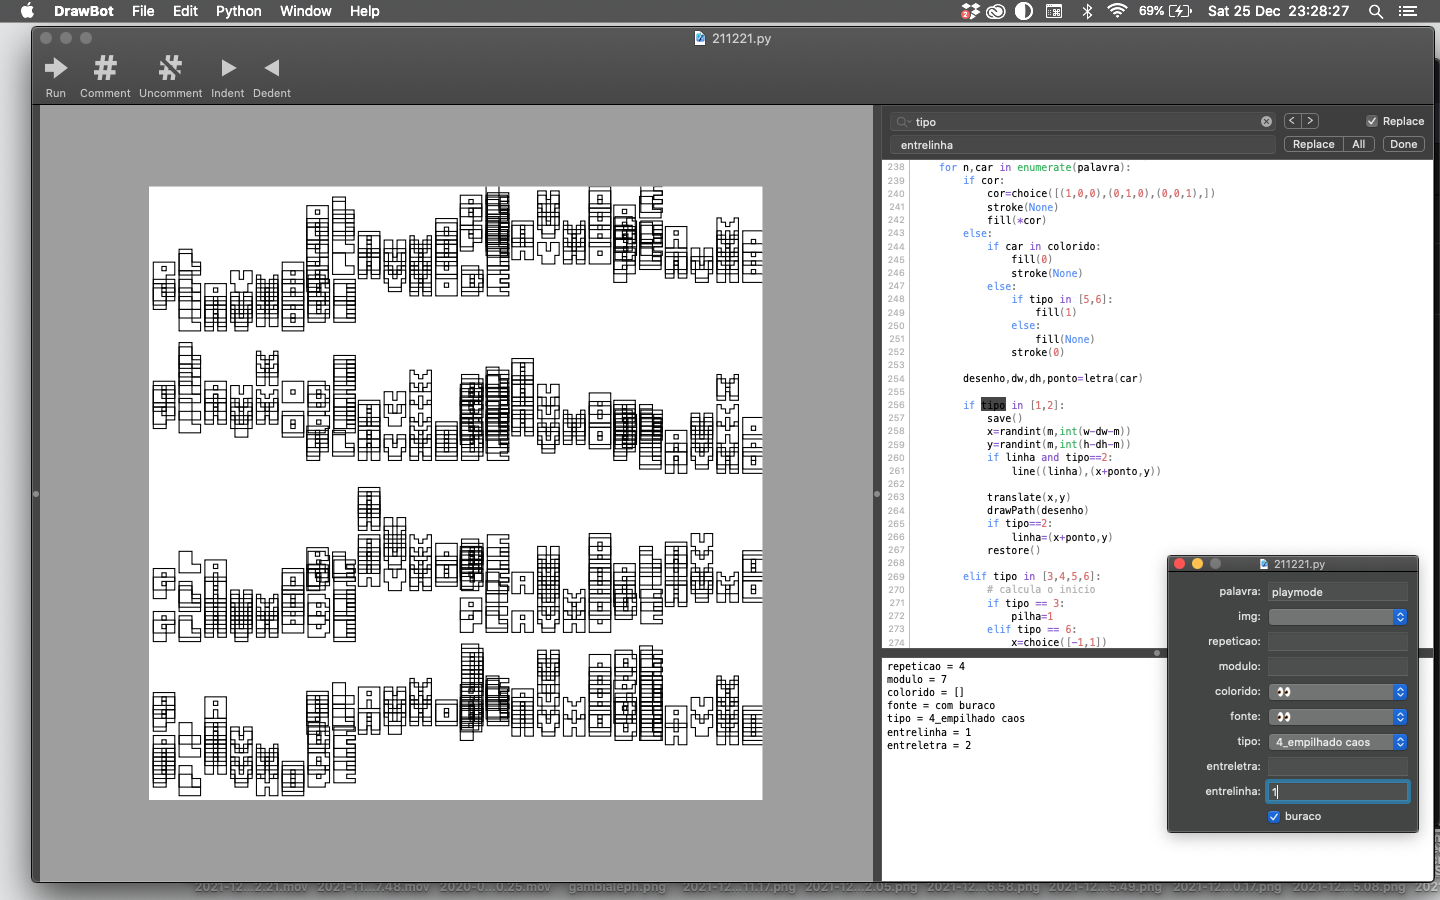 DrawBot File Edit Python Window Help 2 69% Sat 25 Dec 23:28:27
211221.py
Run Comment Uncomment Indent Dedent
tipo < > Replace
entrelinha Replace All Done
238 for n,car in enumerate(palavra):
239 if cor:
240 cor=choice([(1,0,0),(0,1,0),(0,0,1),])
241 stroke(None)
242 fill(*cor)
243 else:
244 if car in colorido:
245 fill(0)
246 stroke(None)
247 else:
248 if tipo in [5,6]:
249 fill(1)
250 else:
251 fill(None)
252 stroke(0)
253
254 desenho,dw,dh,ponto=letra(car)
255
256 if tipo in [1,2]:
257 save()
258 x=randint(m,int(w-dw-m))
259 y=randint(m,int(h-dh-m))
260 if linha and tipo==2:
261 line((linha),(x+ponto,y))
262
263 translate(x,y)
264 drawPath(desenho)
265 if tipo==2:
266 linha=(x+ponto,y)
267 restore()
268
269 elif tipo in [3,4,5,6]:
270 # calcula o inicio
271 if tipo == 3:
272 pilha=1
273 elif tipo == 6:
274 x=choice([-1,1])
repeticao = 4
modulo = 7
colorido = []
fonte = com buraco
tipo = 4_empilhado caos
entrelinha = 1
entreletra = 2
211221.py
palavra: playmode
img:
repeticao:
modulo:
colorido: 👀
fonte: 👀
tipo: 4_empilhado caos
entreletra:
entrelinha: 1
buraco
2021-12...2.21.mov 2021-11...7.48.mov 2020-0...0.25.mov gambialeph.png 2021-12...11.17.png 2021-12...2.05.png 2021-12...6.58.png 2021-12...5.49.png 2021-12...0.17.png 2021-12...5.08.png